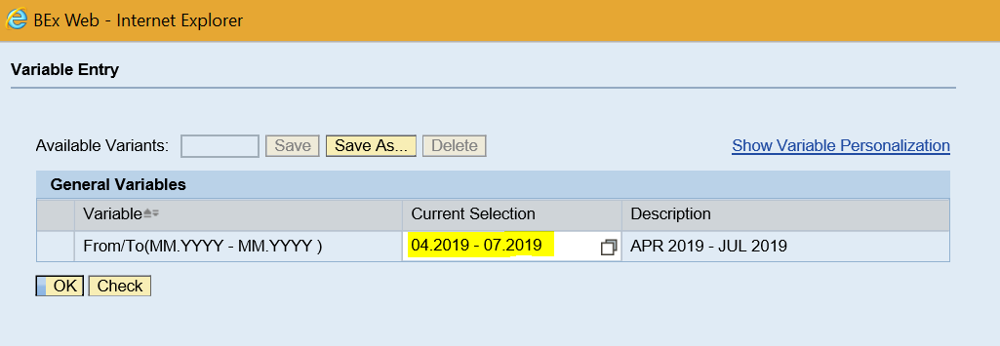 BEx Web - Internet Explorer
Variable Entry
Available Variants: Save Save As... Delete Show Variable Personalization
General Variables
Variable Current Selection Description
From/To(MM.YYYY - MM.YYYY ) 04.2019 - 07.2019 APR 2019 - JUL 2019
OK Check